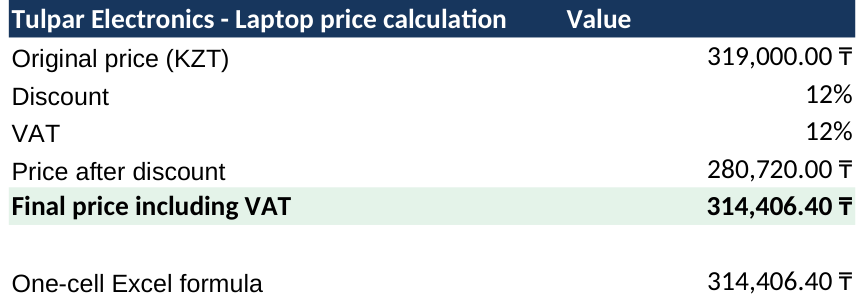 Tulpar Electronics - Laptop price calculation Value
Original price (KZT) 319,000.00 ₸
Discount 12%
VAT 12%
Price after discount 280,720.00 ₸
Final price including VAT 314,406.40 ₸
One-cell Excel formula 314,406.40 ₸